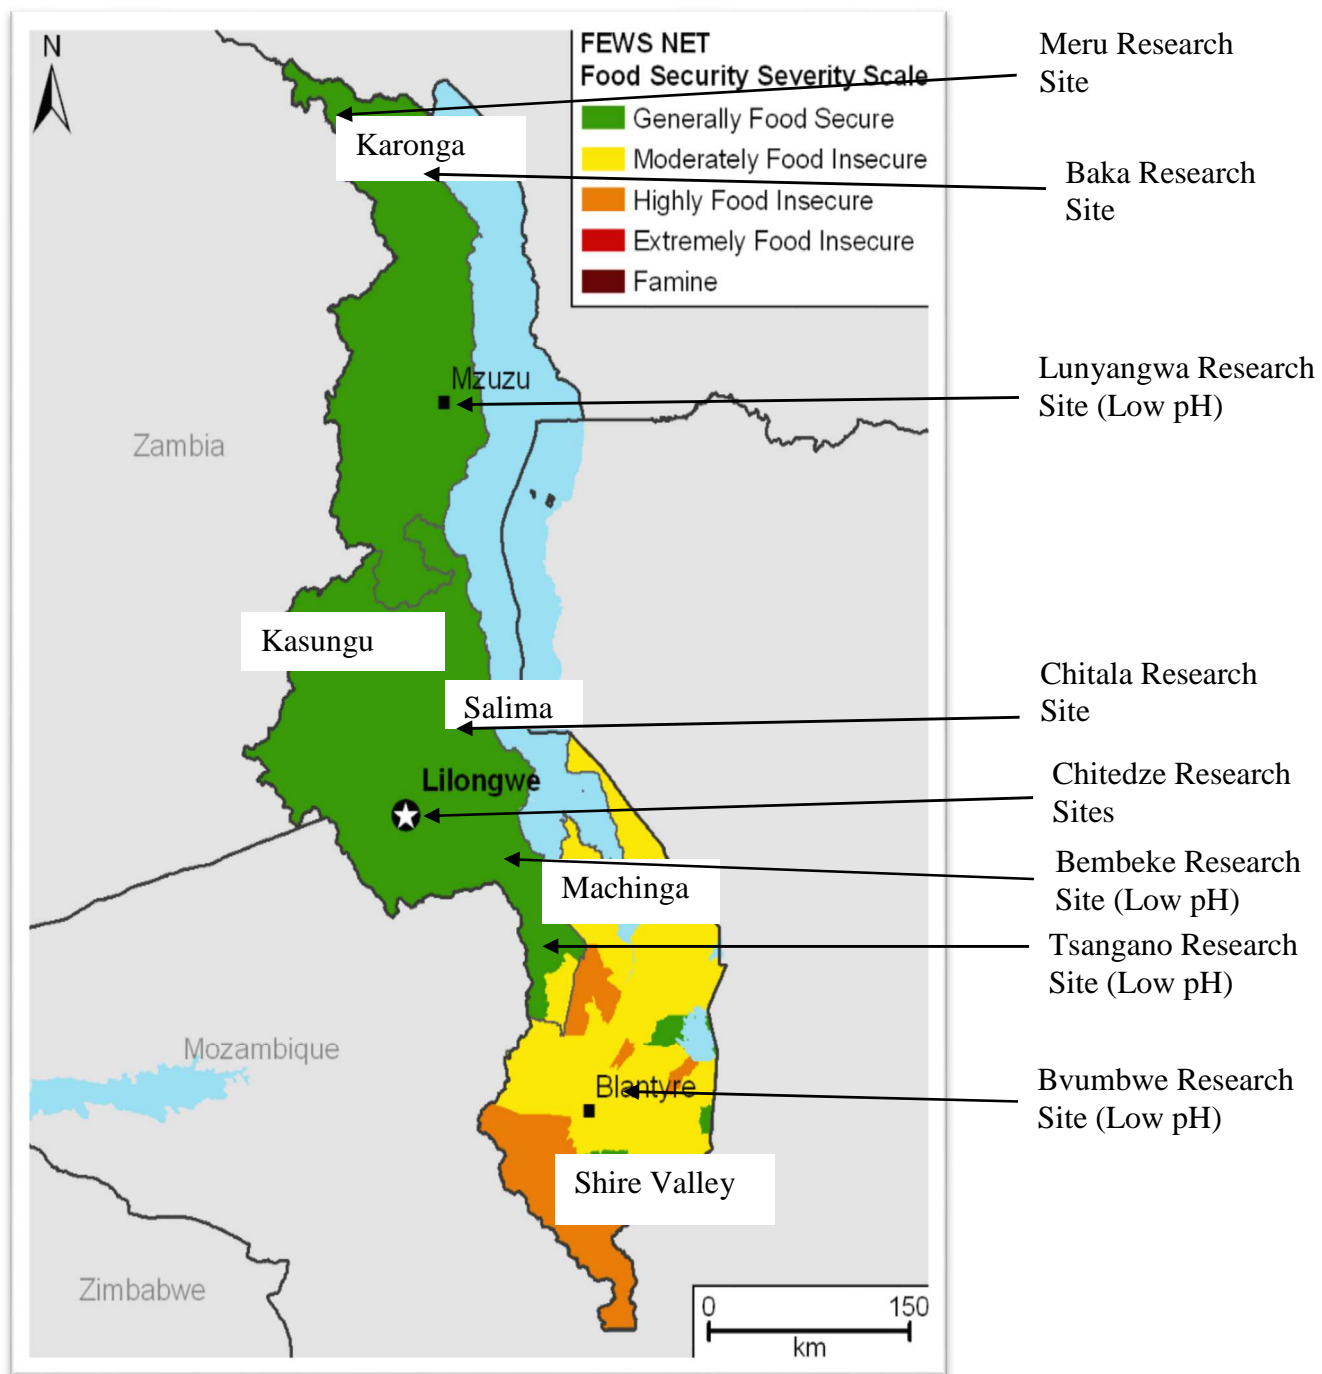 N
FEWS NET
Food Security Severity Scale
Generally Food Secure
Moderately Food Insecure
Highly Food Insecure
Extremely Food Insecure
Famine
Meru Research
Site
Karonga
Baka Research
Site
Mzuzu
Lunyangwa Research
Site (Low pH)
Zambia
Kasungu
Salima
Chitala Research
Site
Lilongwe
Chitedze Research
Sites
Bembeke Research
Site (Low pH)
Machinga
Tsangano Research
Site (Low pH)
Mozambique
Blantyre
Bvumbwe Research
Site (Low pH)
Shire Valley
Zimbabwe
0 150
km